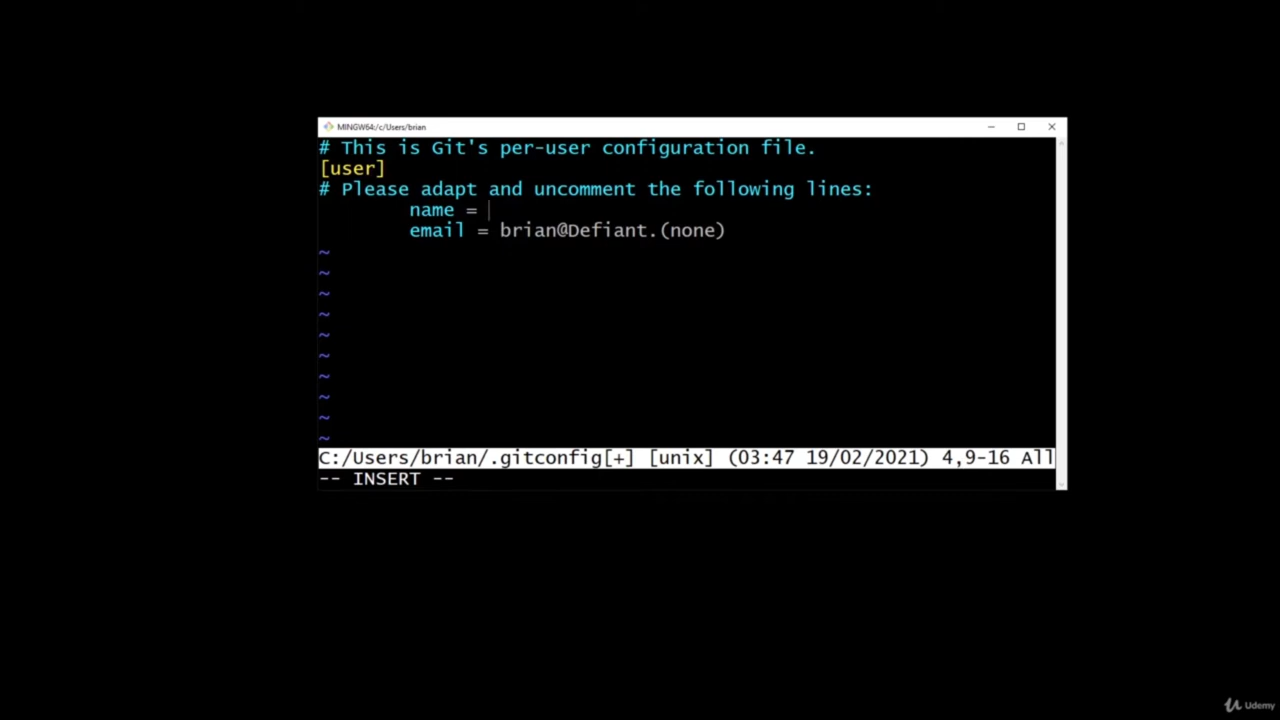 MINGW64:/c/Users/brian
# This is Git's per-user configuration file.
[user]
# Please adapt and uncomment the following lines:
name =
email = brian@Defiant.(none)
~
~
~
~
~
~
~
~
~
~
C:/Users/brian/.gitconfig[+] [unix] (03:47 19/02/2021) 4,9-16 All
-- INSERT --
Udemy